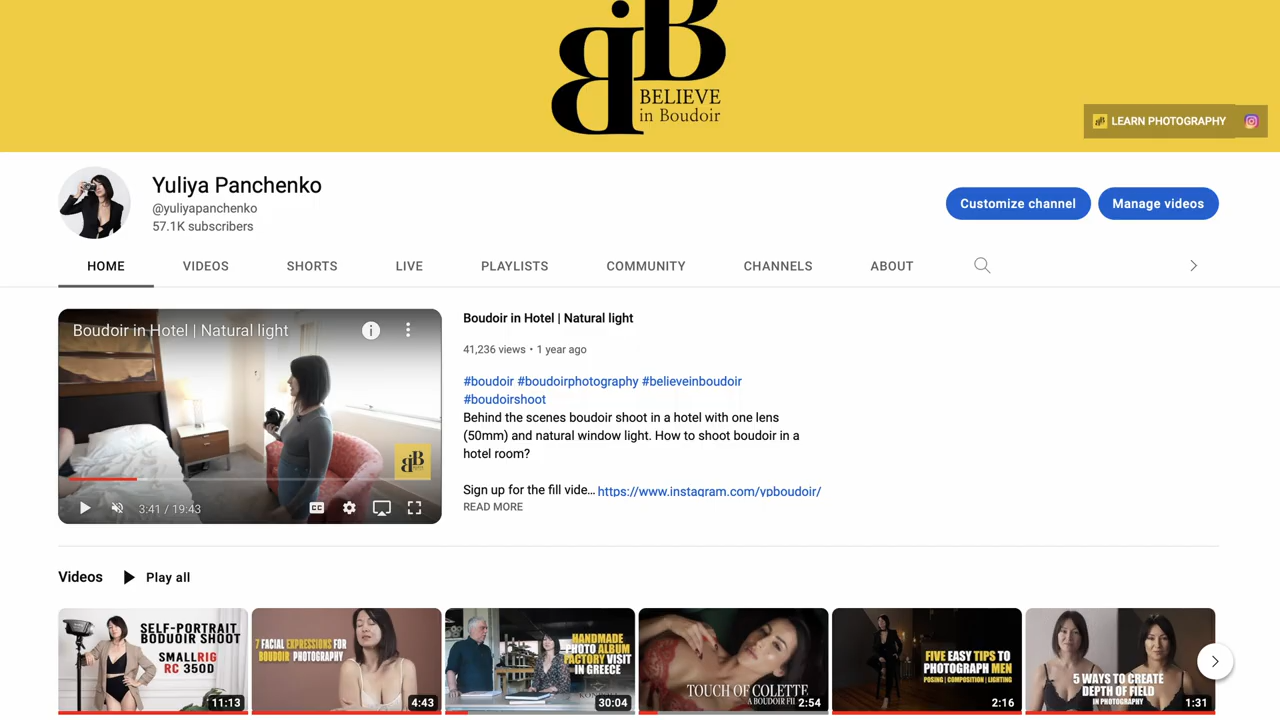 BELIEVE
in Boudoir
LEARN PHOTOGRAPHY
Yuliya Panchenko
@yuliyapanchenko
57.1K subscribers
Customize channel
Manage videos
HOME
VIDEOS
SHORTS
LIVE
PLAYLISTS
COMMUNITY
CHANNELS
ABOUT
Boudoir in Hotel | Natural light
3:41 / 19:43
CC
Boudoir in Hotel | Natural light
41,236 views • 1 year ago
#boudoir #boudoirphotography #believeinboudoir
#boudoirshoot
Behind the scenes boudoir shoot in a hotel with one lens
(50mm) and natural window light. How to shoot boudoir in a
hotel room?
Sign up for the fill vide... https://www.instagram.com/ypboudoir/
READ MORE
Videos
Play all
SELF-PORTRAIT
BODUOIR SHOOT
SMALLRIG
RC 350D
11:13
7 FACIAL EXPRESSIONS FOR
BOUDOIR PHOTOGRAPHY
4:43
HANDMADE
PHOTO ALBUM
FACTORY VISIT
IN GREECE
30:04
TOUCH OF COLETTE
A BOUDOIR FI
2:54
FIVE EASY TIPS TO
PHOTOGRAPH MEN
POSING | COMPOSITION | LIGHTING
2:16
5 WAYS TO CREATE
DEPTH OF FIELD
IN PHOTOGRAPHY
1:31